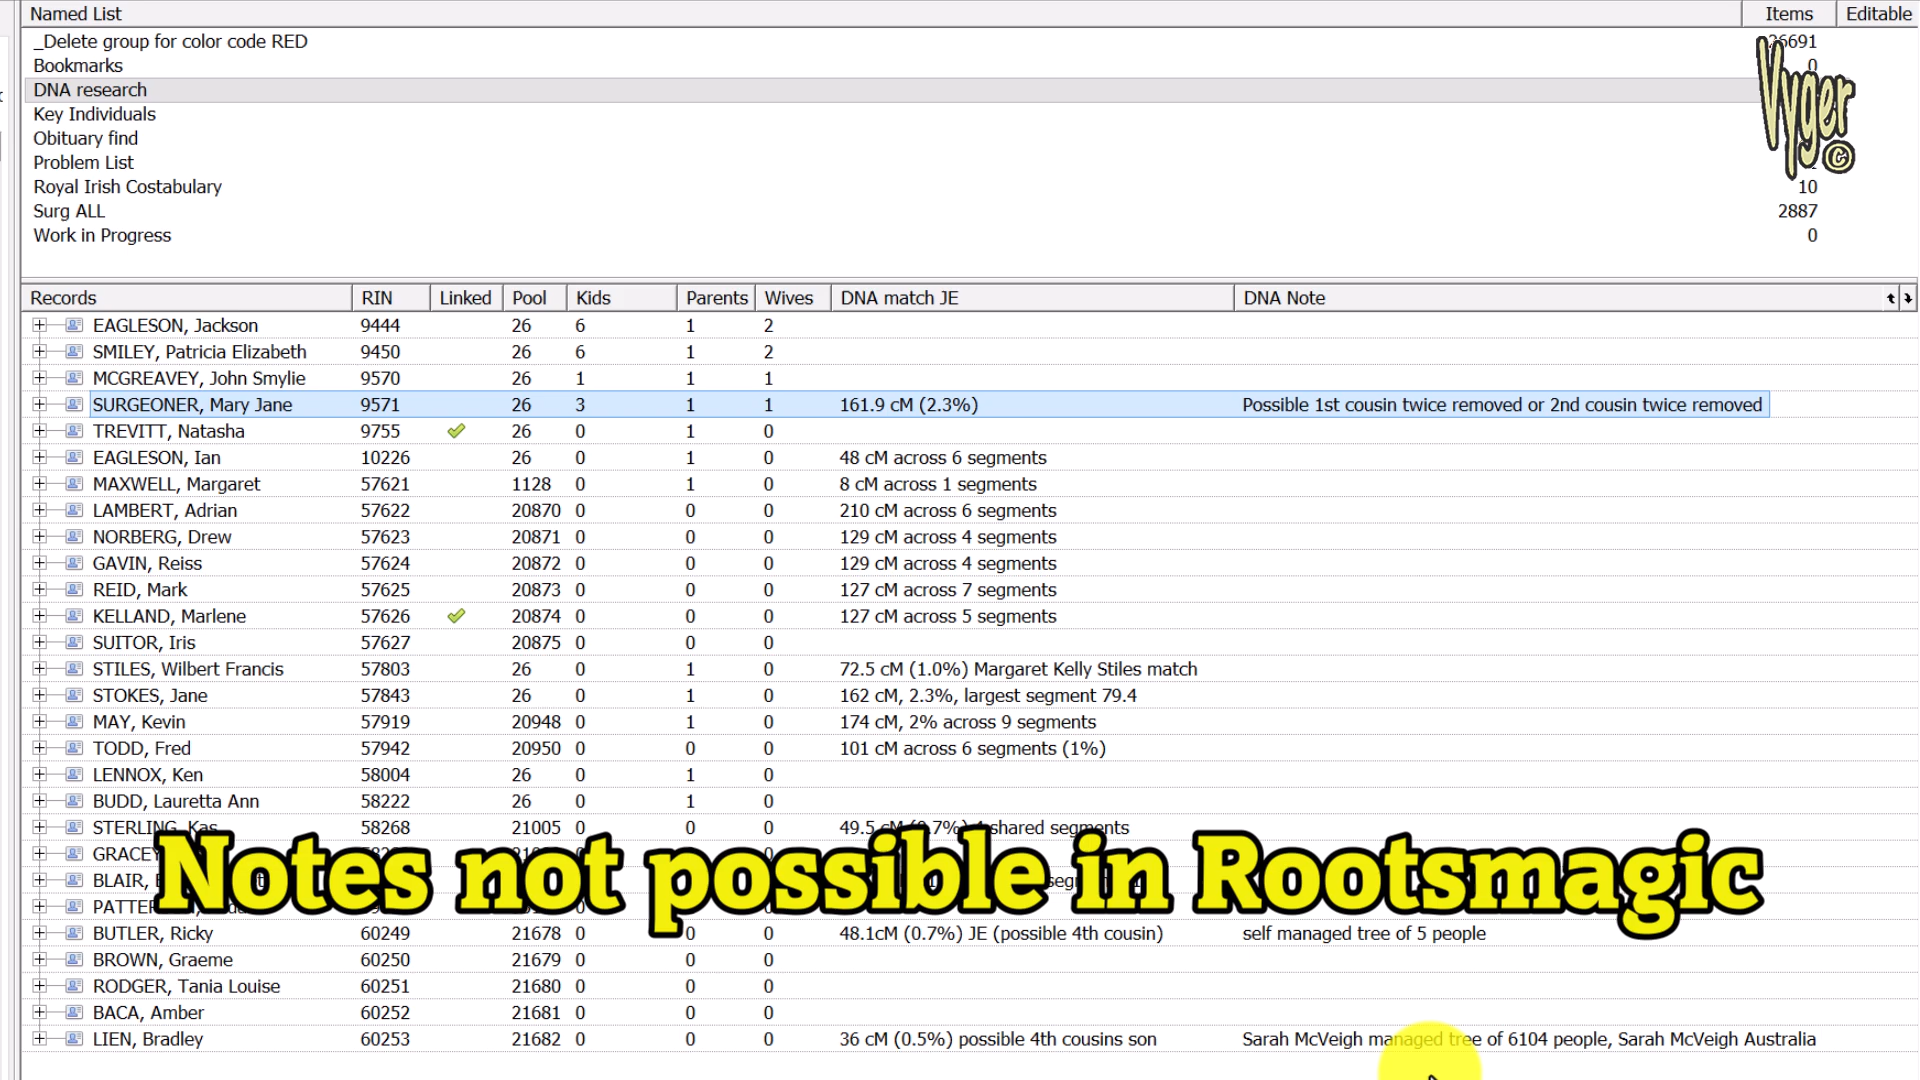 Named List Items Editable
_Delete group for color code RED 26691
Bookmarks 0
DNA research
Key Individuals
Obituary find
Problem List
Royal Irish Costabulary 10
Surg ALL 2887
Work in Progress 0
Vyger ©
Records RIN Linked Pool Kids Parents Wives DNA match JE DNA Note
EAGLESON, Jackson 9444 26 6 1 2
SMILEY, Patricia Elizabeth 9450 26 6 1 2
MCGREAVEY, John Smylie 9570 26 1 1 1
SURGEONER, Mary Jane 9571 26 3 1 1 161.9 cM (2.3%) Possible 1st cousin twice removed or 2nd cousin twice removed
TREVITT, Natasha 9755 26 0 1 0
EAGLESON, Ian 10226 26 0 1 0 48 cM across 6 segments
MAXWELL, Margaret 57621 1128 0 1 0 8 cM across 1 segments
LAMBERT, Adrian 57622 20870 0 0 0 210 cM across 6 segments
NORBERG, Drew 57623 20871 0 0 0 129 cM across 4 segments
GAVIN, Reiss 57624 20872 0 0 0 129 cM across 4 segments
REID, Mark 57625 20873 0 0 0 127 cM across 7 segments
KELLAND, Marlene 57626 20874 0 0 0 127 cM across 5 segments
SUITOR, Iris 57627 20875 0 0 0
STILES, Wilbert Francis 57803 26 0 1 0 72.5 cM (1.0%) Margaret Kelly Stiles match
STOKES, Jane 57843 26 0 1 0 162 cM, 2.3%, largest segment 79.4
MAY, Kevin 57919 20948 0 1 0 174 cM, 2% across 9 segments
TODD, Fred 57942 20950 0 0 0 101 cM across 6 segments (1%)
LENNOX, Ken 58004 26 0 1 0
BUDD, Lauretta Ann 58222 26 0 1 0
STERLING, Kas 58268 21005 0 0 0 49.5 shared segments
GRACEY
BLAIR,
Notes not possible in Rootsmagic
BUTLER, Ricky 60249 21678 0 0 0 48.1cM (0.7%) JE (possible 4th cousin) self managed tree of 5 people
BROWN, Graeme 60250 21679 0 0 0
RODGER, Tania Louise 60251 21680 0 0 0
BACA, Amber 60252 21681 0 0 0
LIEN, Bradley 60253 21682 0 0 0 36 cM (0.5%) possible 4th cousins son Sarah McVeigh managed tree of 6104 people, Sarah McVeigh Australia